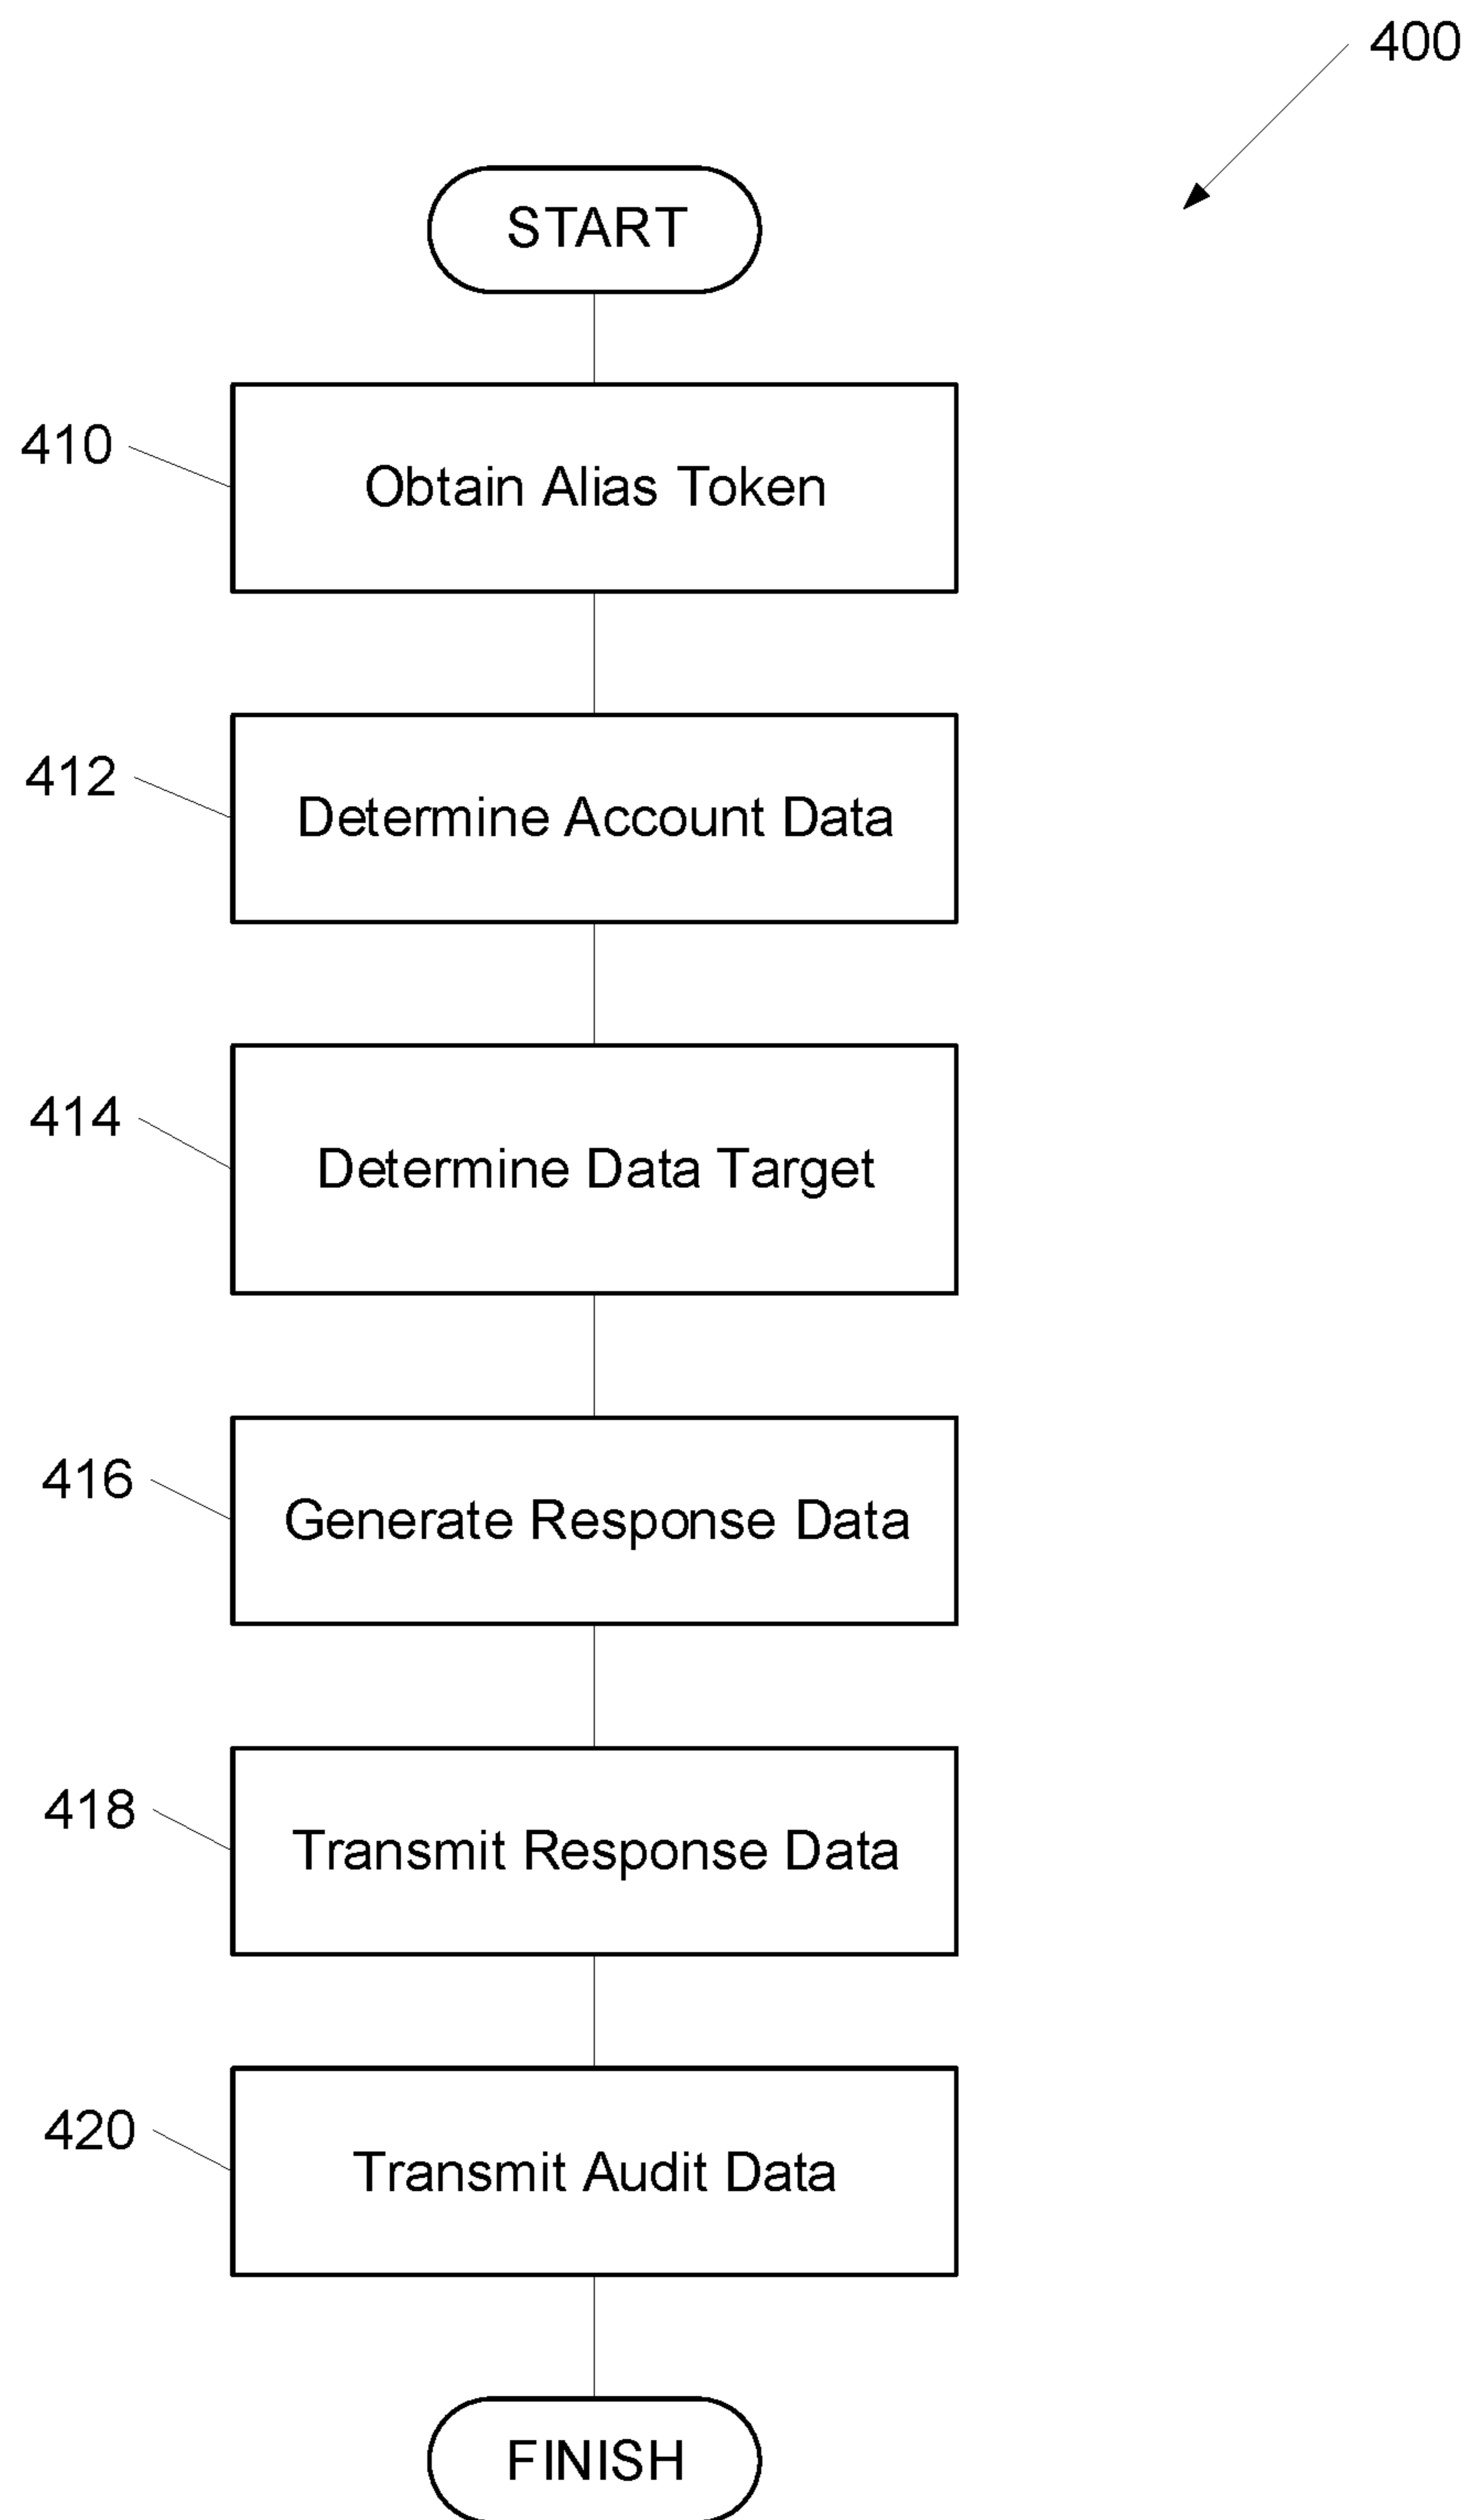 400
START
410
Obtain Alias Token
412
Determine Account Data
414
Determine Data Target
416
Generate Response Data
418
Transmit Response Data
420
Transmit Audit Data
FINISH